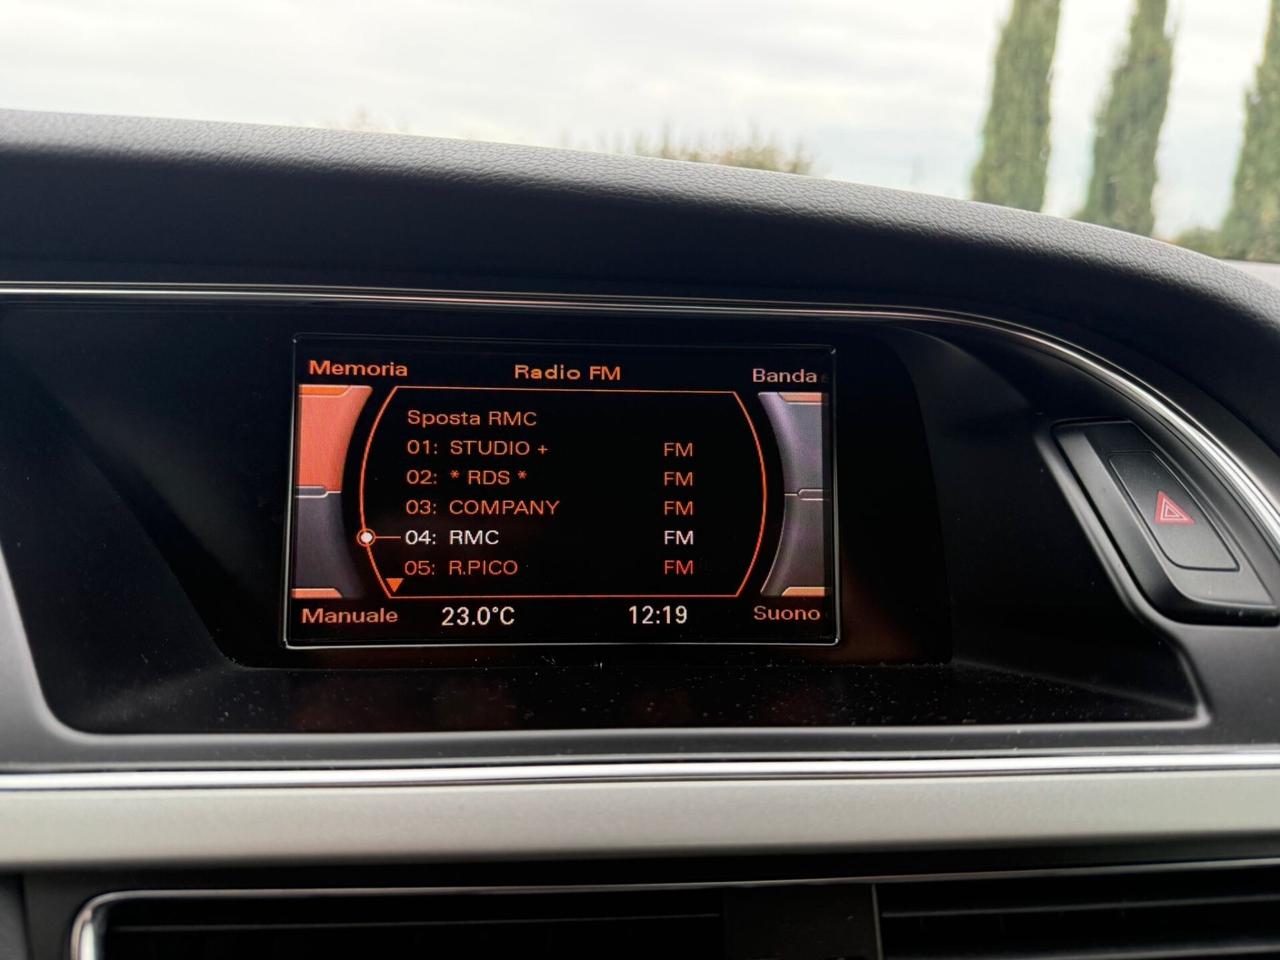 Memoria Radio FM Banda
Sposta RMC
01: STUDIO + FM
02: * RDS * FM
03: COMPANY FM
04: RMC FM
05: R.PICO FM
Manuale 23.0°C 12:19 Suono